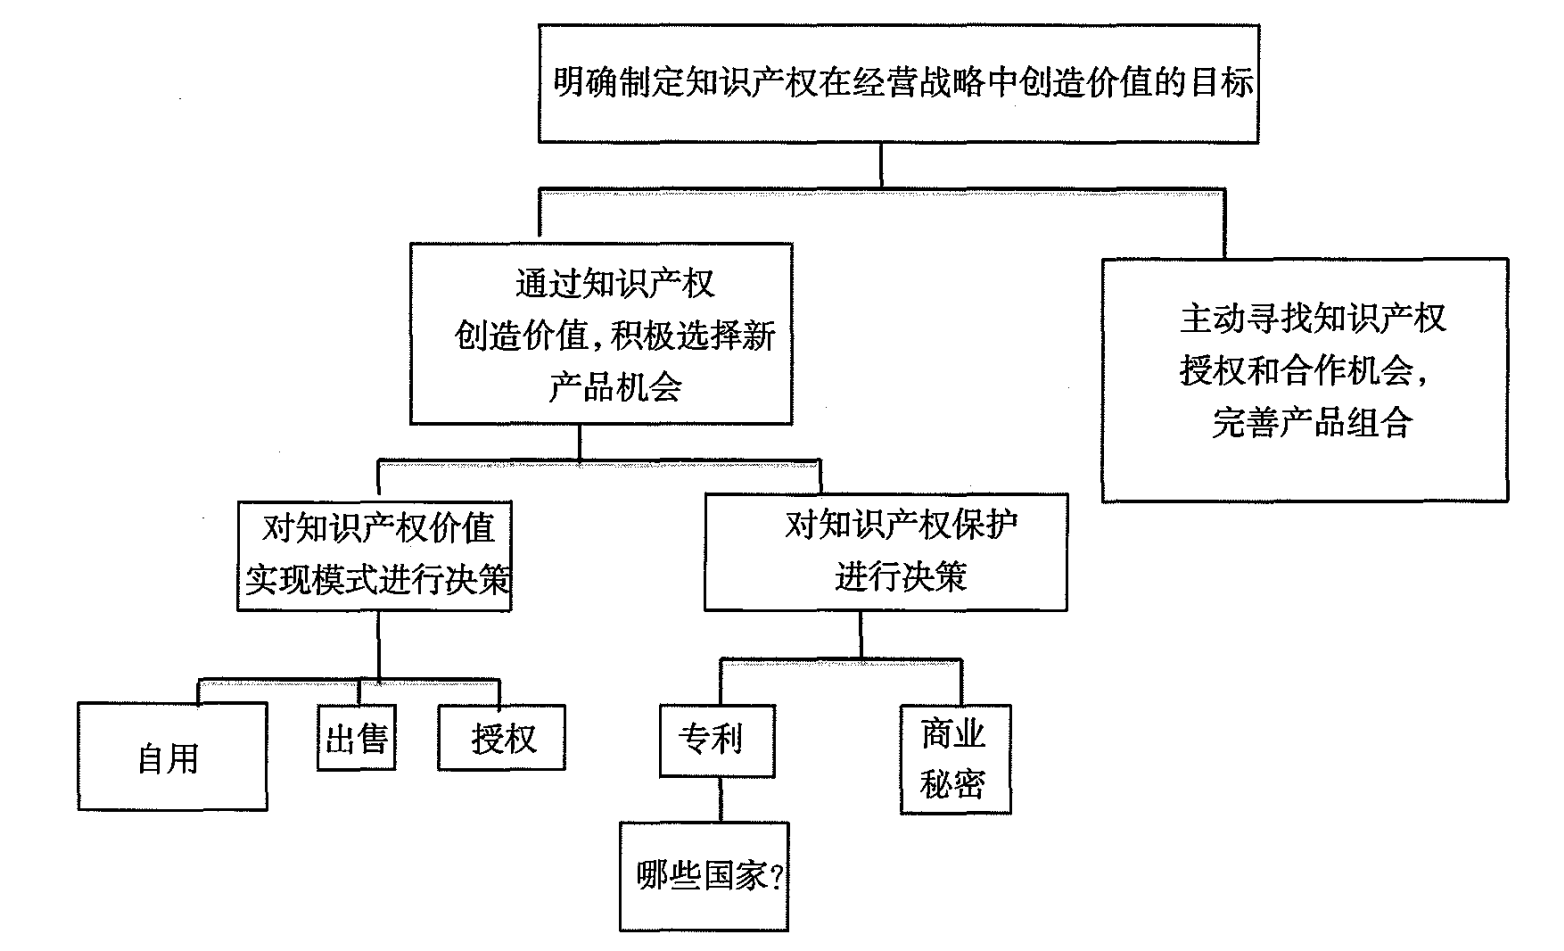 明确制定知识产权在经营战略中创造价值的目标
通过知识产权
创造价值,积极选择新
产品机会
主动寻找知识产权
授权和合作机会,
完善产品组合
对知识产权价值
实现模式进行决策
对知识产权保护
进行决策
自用
出售
授权
专利
商业
秘密
哪些国家?